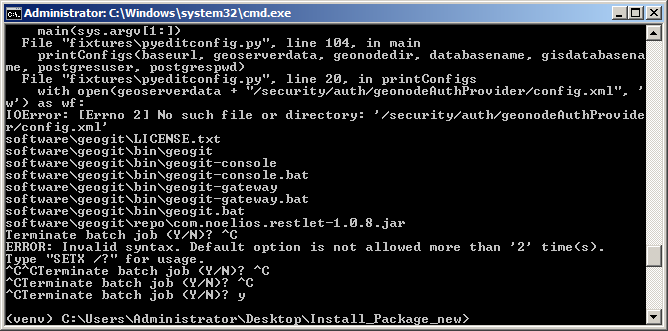 Administrator: C:\Windows\system32\cmd.exe
main(sys.argv[1:])
File "fixtures\pyeditconfig.py", line 104, in main
printConfigs(baseurl, geoserverdata, geonodedir, databasename, gisdatabasena
me, postgresuser, postgrespwd)
File "fixtures\pyeditconfig.py", line 20, in printConfigs
with open(geoserverdata + "/security/auth/geonodeAuthProvider/config.xml", '
w') as wf:
IOError: [Errno 2] No such file or directory: '/security/auth/geonodeAuthProvide
r/config.xml'
software\geogit\LICENSE.txt
software\geogit\bin\geogit
software\geogit\bin\geogit-console
software\geogit\bin\geogit-console.bat
software\geogit\bin\geogit-gateway
software\geogit\bin\geogit-gateway.bat
software\geogit\bin\geogit.bat
software\geogit\repo\com.noelios.restlet-1.0.8.jar
Terminate batch job (Y/N)? ^C
ERROR: Invalid syntax. Default option is not allowed more than '2' time(s).
Type "SETX /?" for usage.
^C^CTerminate batch job (Y/N)? ^C
^CTerminate batch job (Y/N)? ^C
^CTerminate batch job (Y/N)? y
(venv) C:\Users\Administrator\Desktop\Install_Package_new>